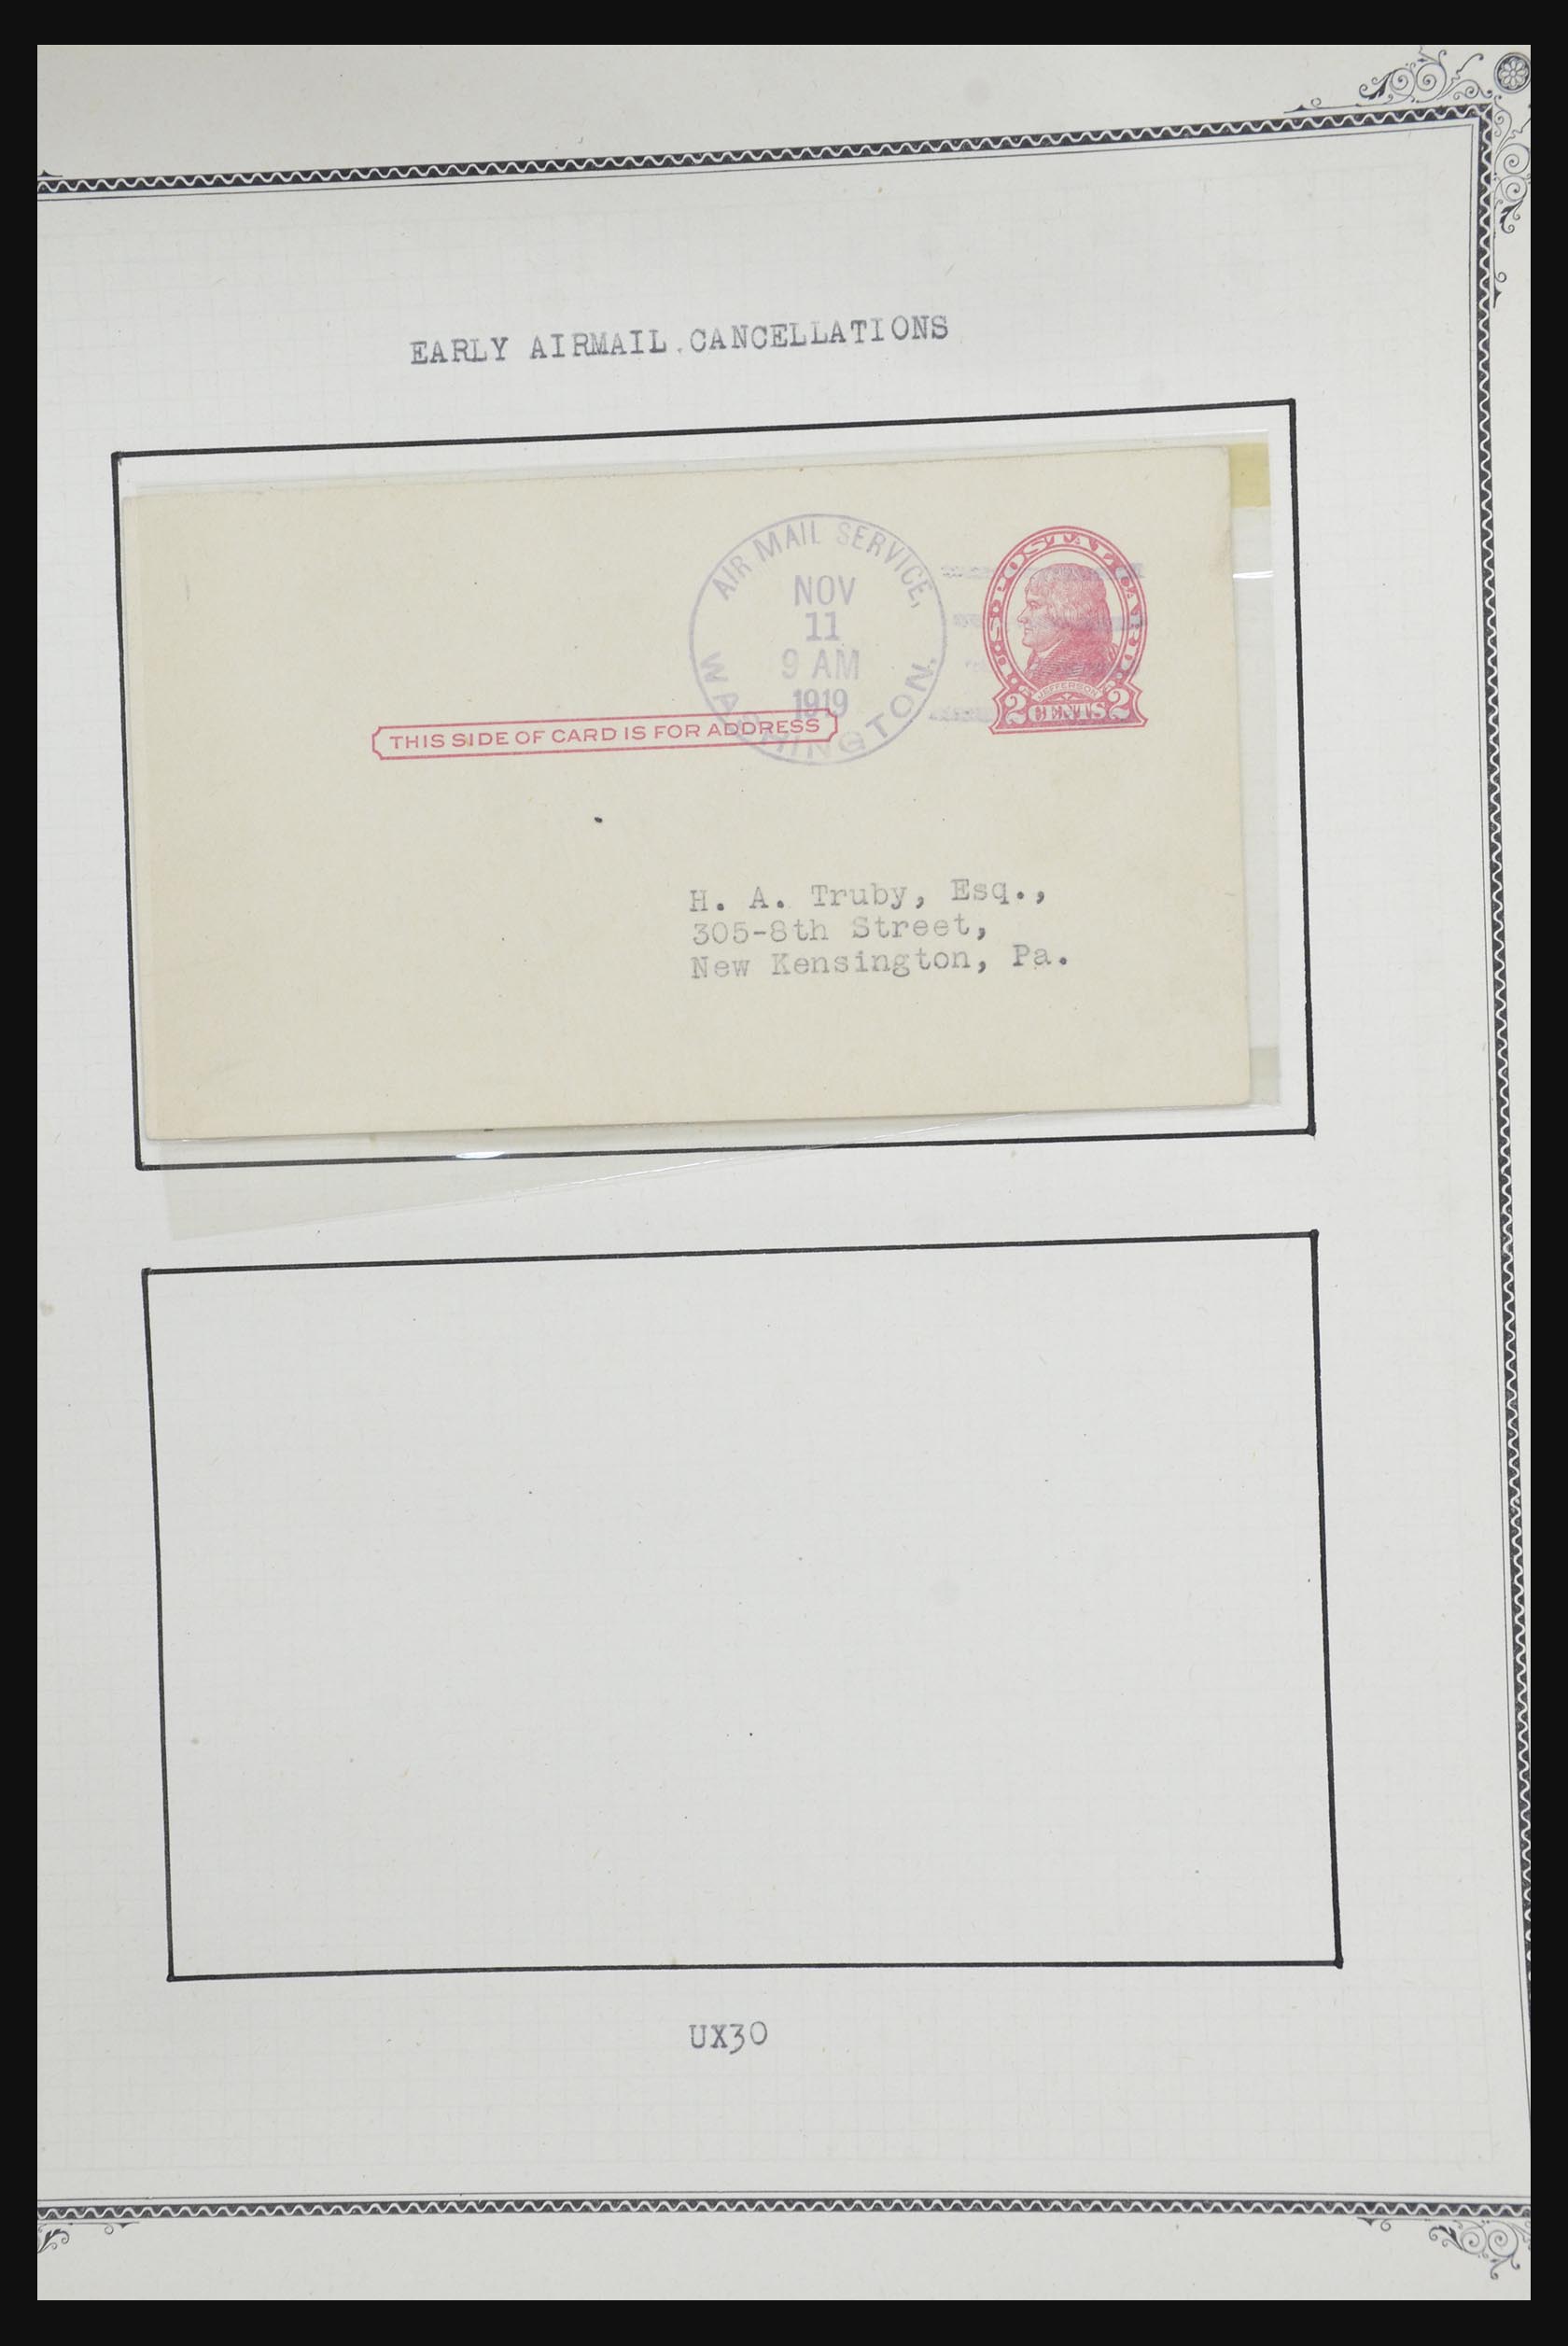 EARLY AIRMAIL CANCELLATIONS
AIR MAIL SERVICE,
NOV
11
9 AM
1919
WASHINGTON,
U.S. POSTAL CARD.
JEFFERSON
2 CENTS 2
THIS SIDE OF CARD IS FOR ADDRESS
H. A. Truby, Esq.,
305-8th Street,
New Kensington, Pa.
UX30